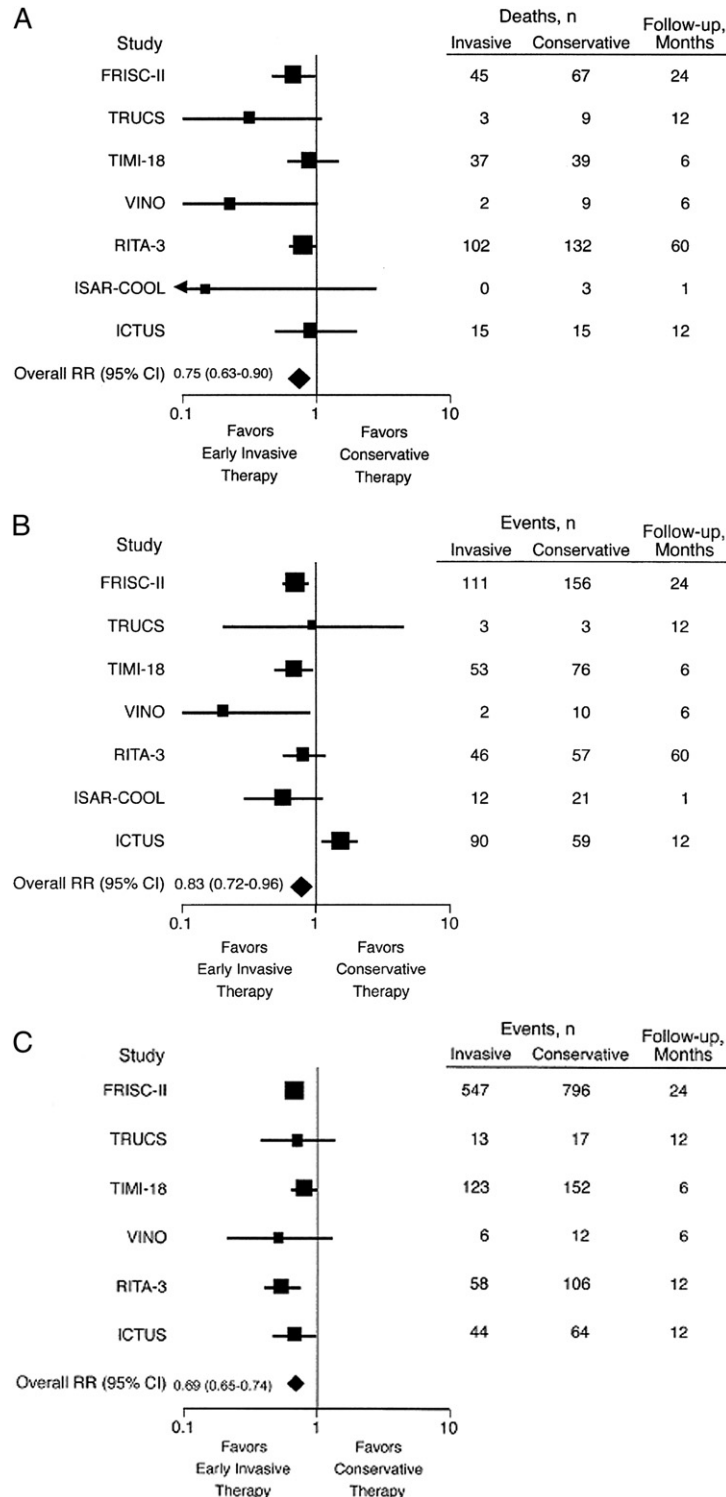 A
Deaths, n
Follow-up,
Study
Invasive
Conservative
Months
FRISC-II 45 67 24
TRUCS 3 9 12
TIMI-18 37 39 6
VINO 2 9 6
RITA-3 102 132 60
ISAR-COOL 0 3 1
ICTUS 15 15 12
Overall RR (95% CI) 0.75 (0.63-0.90)
0.1 1 10
Favors Favors
Early Invasive Conservative
Therapy Therapy
B
Events, n
Follow-up,
Study
Invasive
Conservative
Months
FRISC-II 111 156 24
TRUCS 3 3 12
TIMI-18 53 76 6
VINO 2 10 6
RITA-3 46 57 60
ISAR-COOL 12 21 1
ICTUS 90 59 12
Overall RR (95% CI) 0.83 (0.72-0.96)
0.1 1 10
Favors Favors
Early Invasive Conservative
Therapy Therapy
C
Events, n
Follow-up,
Study
Invasive
Conservative
Months
FRISC-II 547 796 24
TRUCS 13 17 12
TIMI-18 123 152 6
VINO 6 12 6
RITA-3 58 106 12
ICTUS 44 64 12
Overall RR (95% CI) 0.69 (0.65-0.74)
0.1 1 10
Favors Favors
Early Invasive Conservative
Therapy Therapy